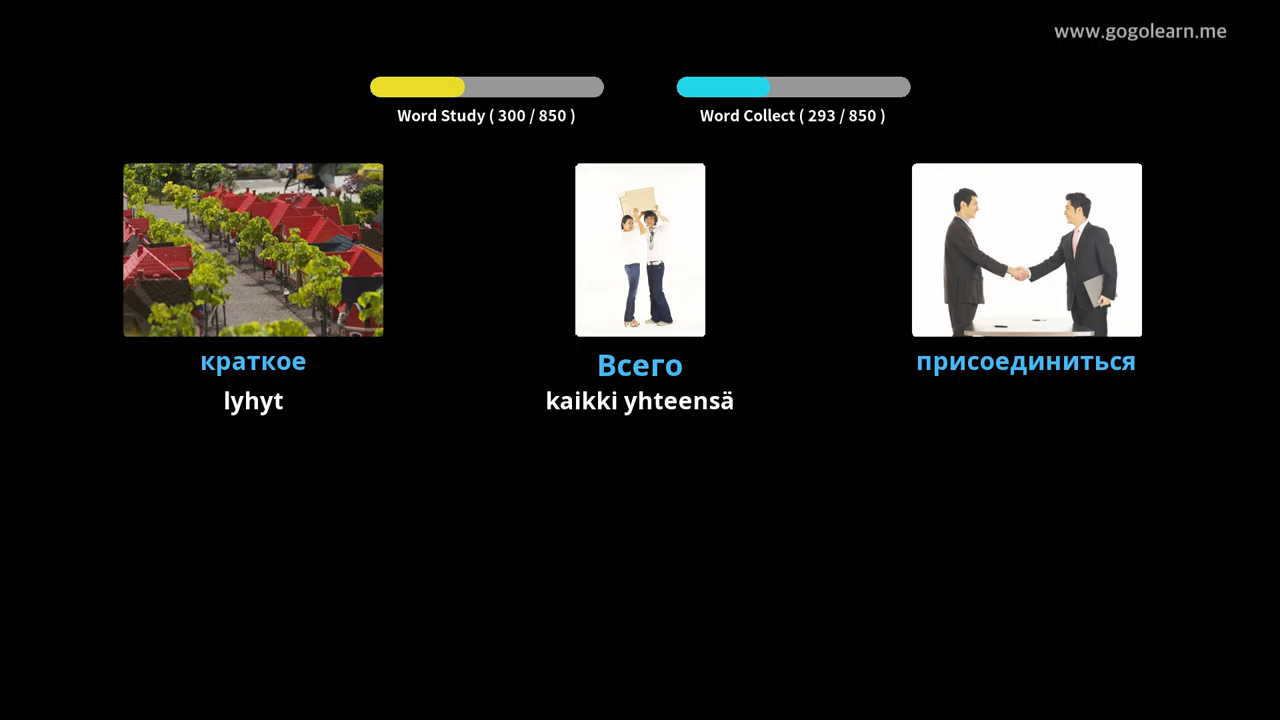 www.gogolearn.me
Word Study ( 300 / 850 )
Word Collect ( 293 / 850 )
краткое
Всего
присоединиться
lyhyt
kaikki yhteensä